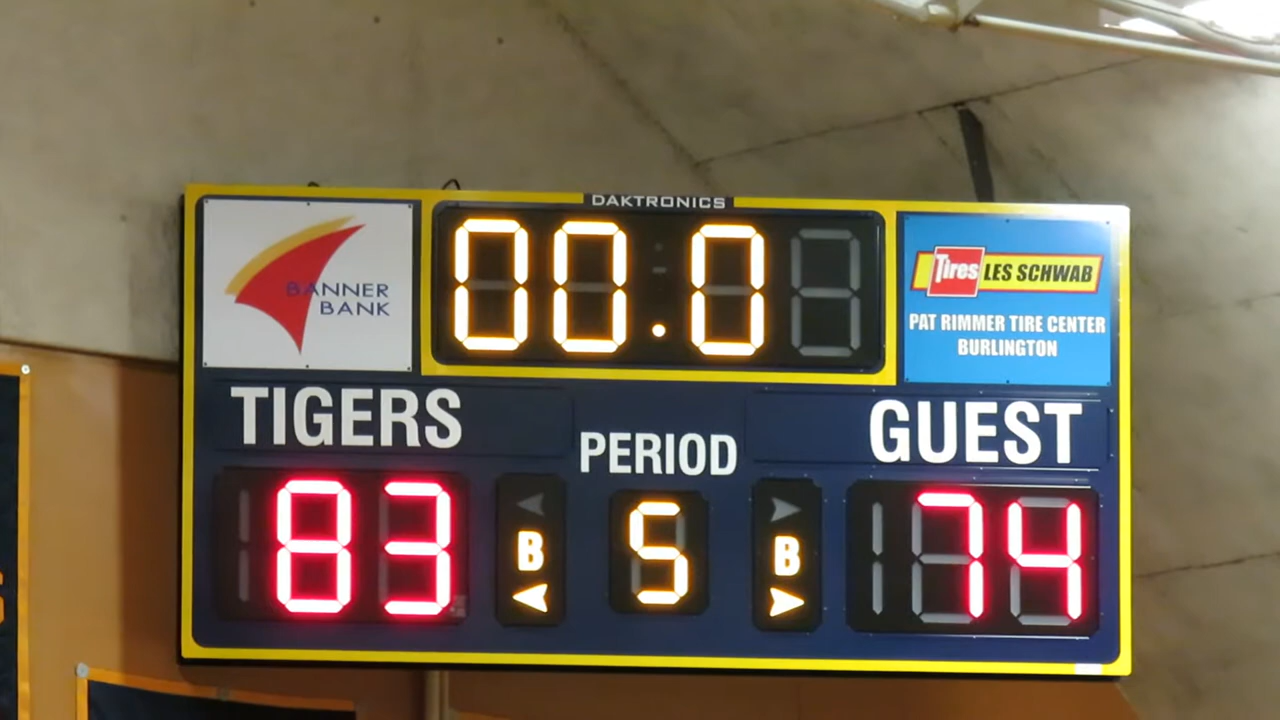 DAKTRONICS
BANNER
BANK
00.0
Tires LES SCHWAB
PAT RIMMER TIRE CENTER
BURLINGTON
TIGERS
PERIOD
GUEST
83
B
5
B
74